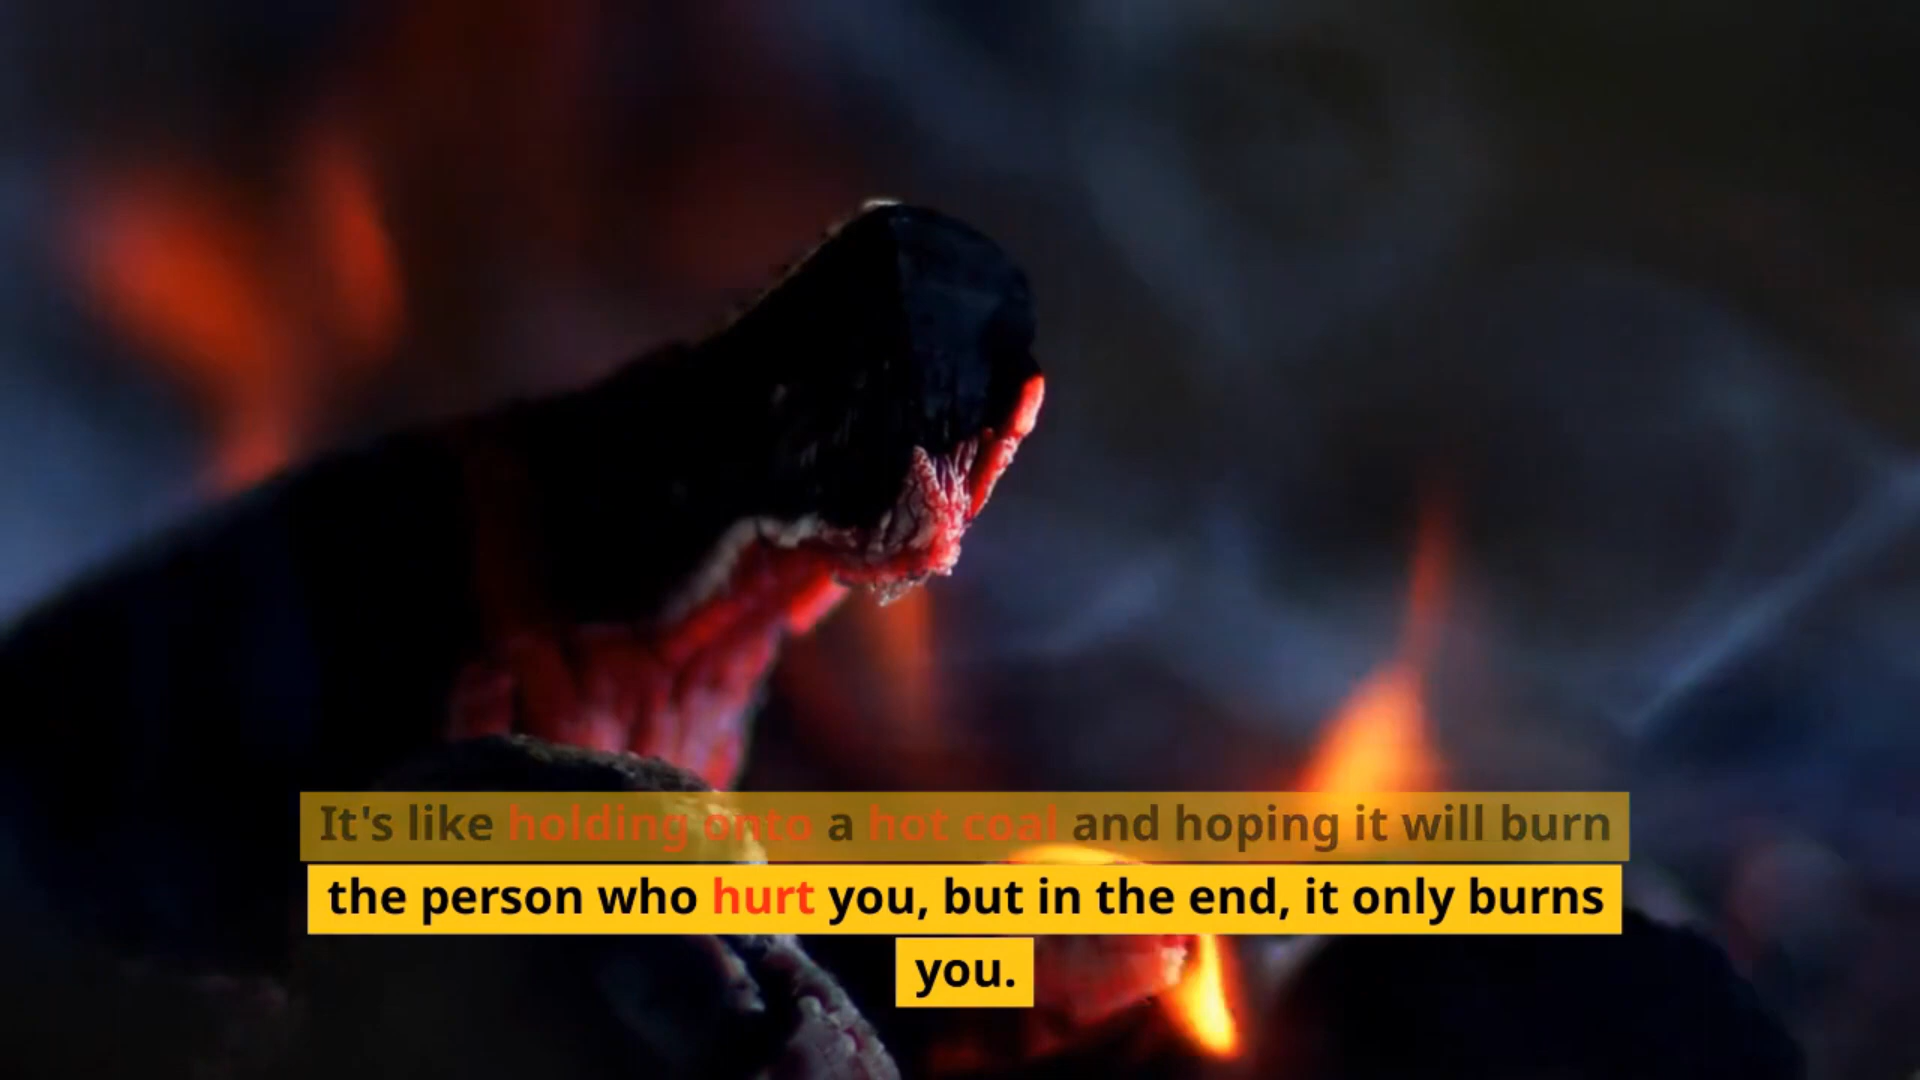 It's like holding onto a hot coal and hoping it will burn
the person who hurt you, but in the end, it only burns
you.